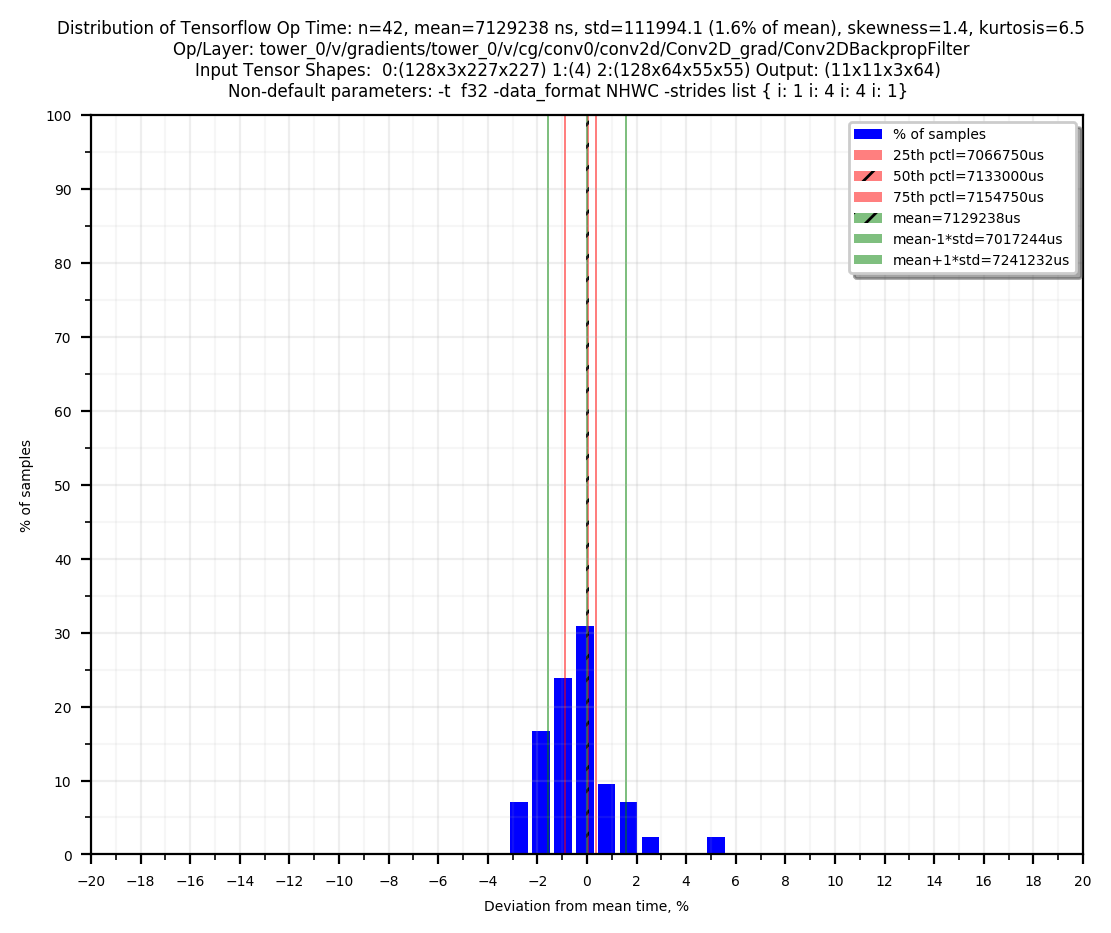 Distribution of Tensorflow Op Time: n=42, mean=7129238 ns, std=111994.1 (1.6% of mean), skewness=1.4, kurtosis=6.5
Op/Layer: tower_0/v/gradients/tower_0/v/cg/conv0/conv2d/Conv2D_grad/Conv2DBackpropFilter
Input Tensor Shapes:  0:(128x3x227x227) 1:(4) 2:(128x64x55x55) Output: (11x11x3x64)
Non-default parameters: -t  f32 -data_format NHWC -strides list { i: 1 i: 4 i: 4 i: 1}
% of samples
25th pctl=7066750us
50th pctl=7133000us
75th pctl=7154750us
mean=7129238us
mean-1*std=7017244us
mean+1*std=7241232us
100
90
80
70
60
50
40
30
20
10
0
% of samples
−20 −18 −16 −14 −12 −10 −8 −6 −4 −2 0 2 4 6 8 10 12 14 16 18 20
Deviation from mean time, %